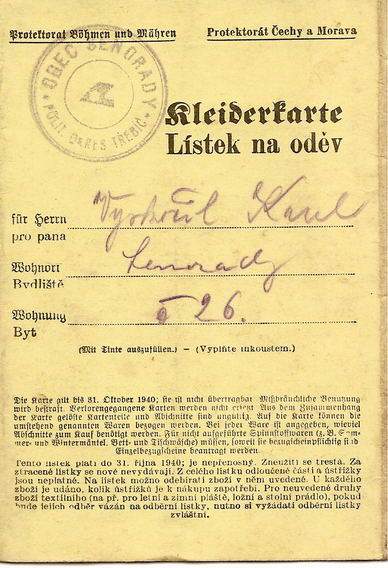 Protektorat Böhmen und Mähren Protektorát Čechy a Morava
OBEC SENORADY
POLIT. OKRES TŘEBÍČ
Kleiderkarte
Lístek na oděv
für Herrn
pro pana Vyskočil Karel
Wohnort
Bydliště Senorady
Wohnung
Byt 26.
(Mit Tinte auszufüllen.) — (Vyplňte inkoustem.)
Die Karte gilt bis 31. Oktober 1940; sie ist nicht übertragbar. Mißbräuchliche Benutzung
wird bestraft. Verlorengegangene Karten werden nicht ersetzt. Aus dem Zusammenhang
der Karte gelöste Kartenteile und Abschnitte sind ungültig. Auf die Karte können die
umstehend genannten Waren bezogen werden. Bei jeder Ware ist angegeben, wieviel
Abschnitte zum Kauf benötigt werden. Für nicht aufgeführte Spinnstoffwaren (z. B. Som-
mer- und Wintermäntel, Bett- und Tischwäsche) müssen, soweit sie bezugscheinpflichtig sind
Einzelbezugscheine beantragt werden.
Tento lístek platí do 31. října 1940; je nepřenosný. Zneužití se trestá. Za
ztracené lístky se nové nevydávají. Z celého lístku odloučené části a ústřižky
jsou neplatné. Na lístek možno odebírati zboží v něm uvedené. U každého
zboží je udáno, kolik ústřižků je k nákupu zapotřebí. Pro neuvedené druhy
zboží textilního (na př. pro letní a zimní pláště, ložní a stolní prádlo), pokud
bude jejich odběr vázán na odběrní lístky, nutno si vyžádati odběrní lístky
zvláštní.